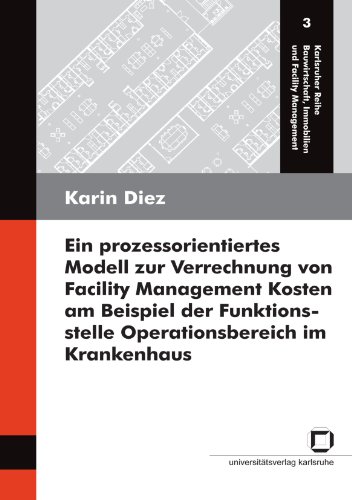 3
Karlsruher Reihe
Bauwirtschaft, Immobilien
und Facility Management
Karin Diez
Ein prozessorientiertes
Modell zur Verrechnung von
Facility Management Kosten
am Beispiel der Funktions-
stelle Operationsbereich im
Krankenhaus
universitätsverlag karlsruhe